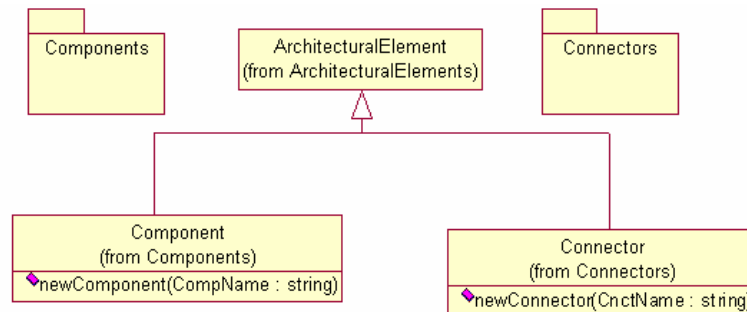 Components
ArchitecturalElement
(from ArchitecturalElements)
Connectors
Component
(from Components)
newComponent(CompName : string)
Connector
(from Connectors)
newConnector(CnctName : string)